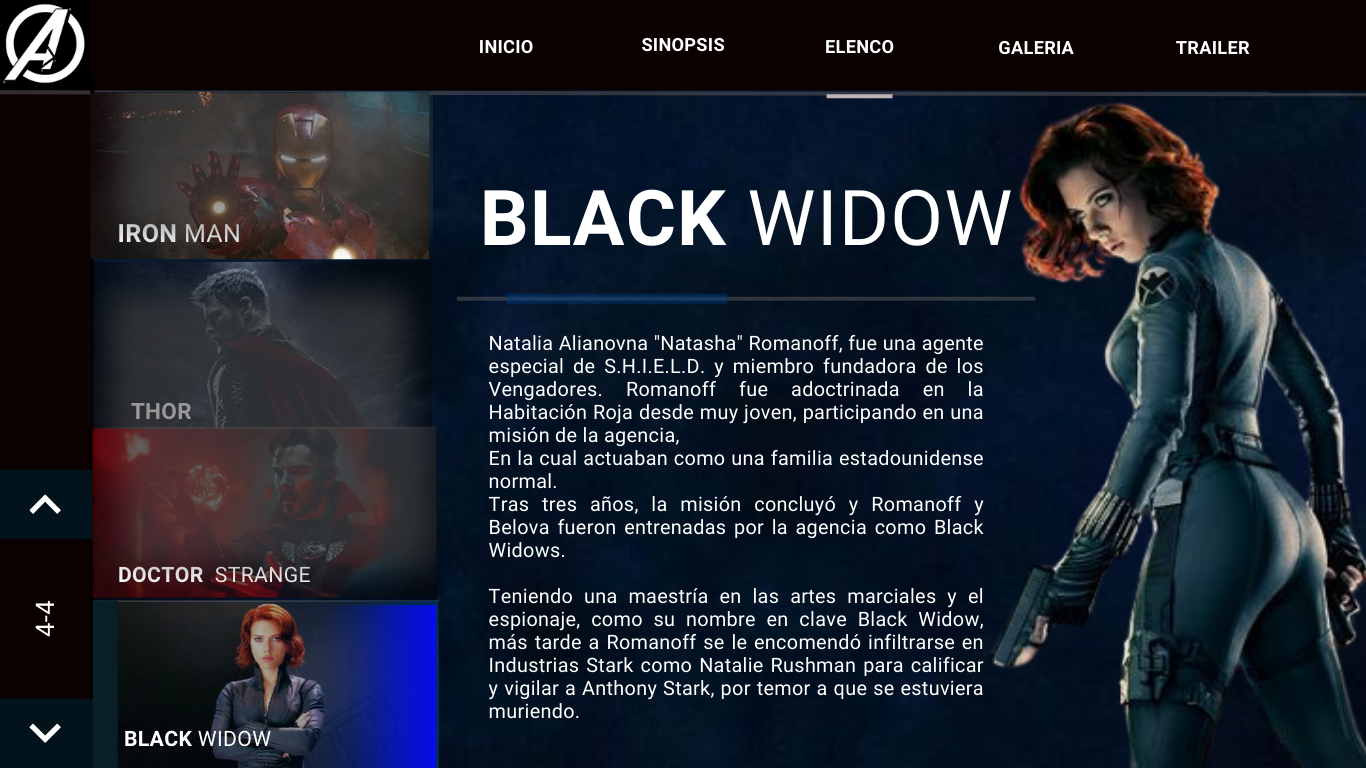 INICIO
SINOPSIS
ELENCO
GALERIA
TRAILER
IRON MAN
THOR
DOCTOR STRANGE
BLACK WIDOW
4-4
BLACK WIDOW
Natalia Alianovna "Natasha" Romanoff, fue una agente
especial de S.H.I.E.L.D. y miembro fundadora de los
Vengadores. Romanoff fue adoctrinada en la
Habitación Roja desde muy joven, participando en una
misión de la agencia,
En la cual actuaban como una familia estadounidense
normal.
Tras tres años, la misión concluyó y Romanoff y
Belova fueron entrenadas por la agencia como Black
Widows.
Teniendo una maestría en las artes marciales y el
espionaje, como su nombre en clave Black Widow,
más tarde a Romanoff se le encomendó infiltrarse en
Industrias Stark como Natalie Rushman para calificar
y vigilar a Anthony Stark, por temor a que se estuviera
muriendo.